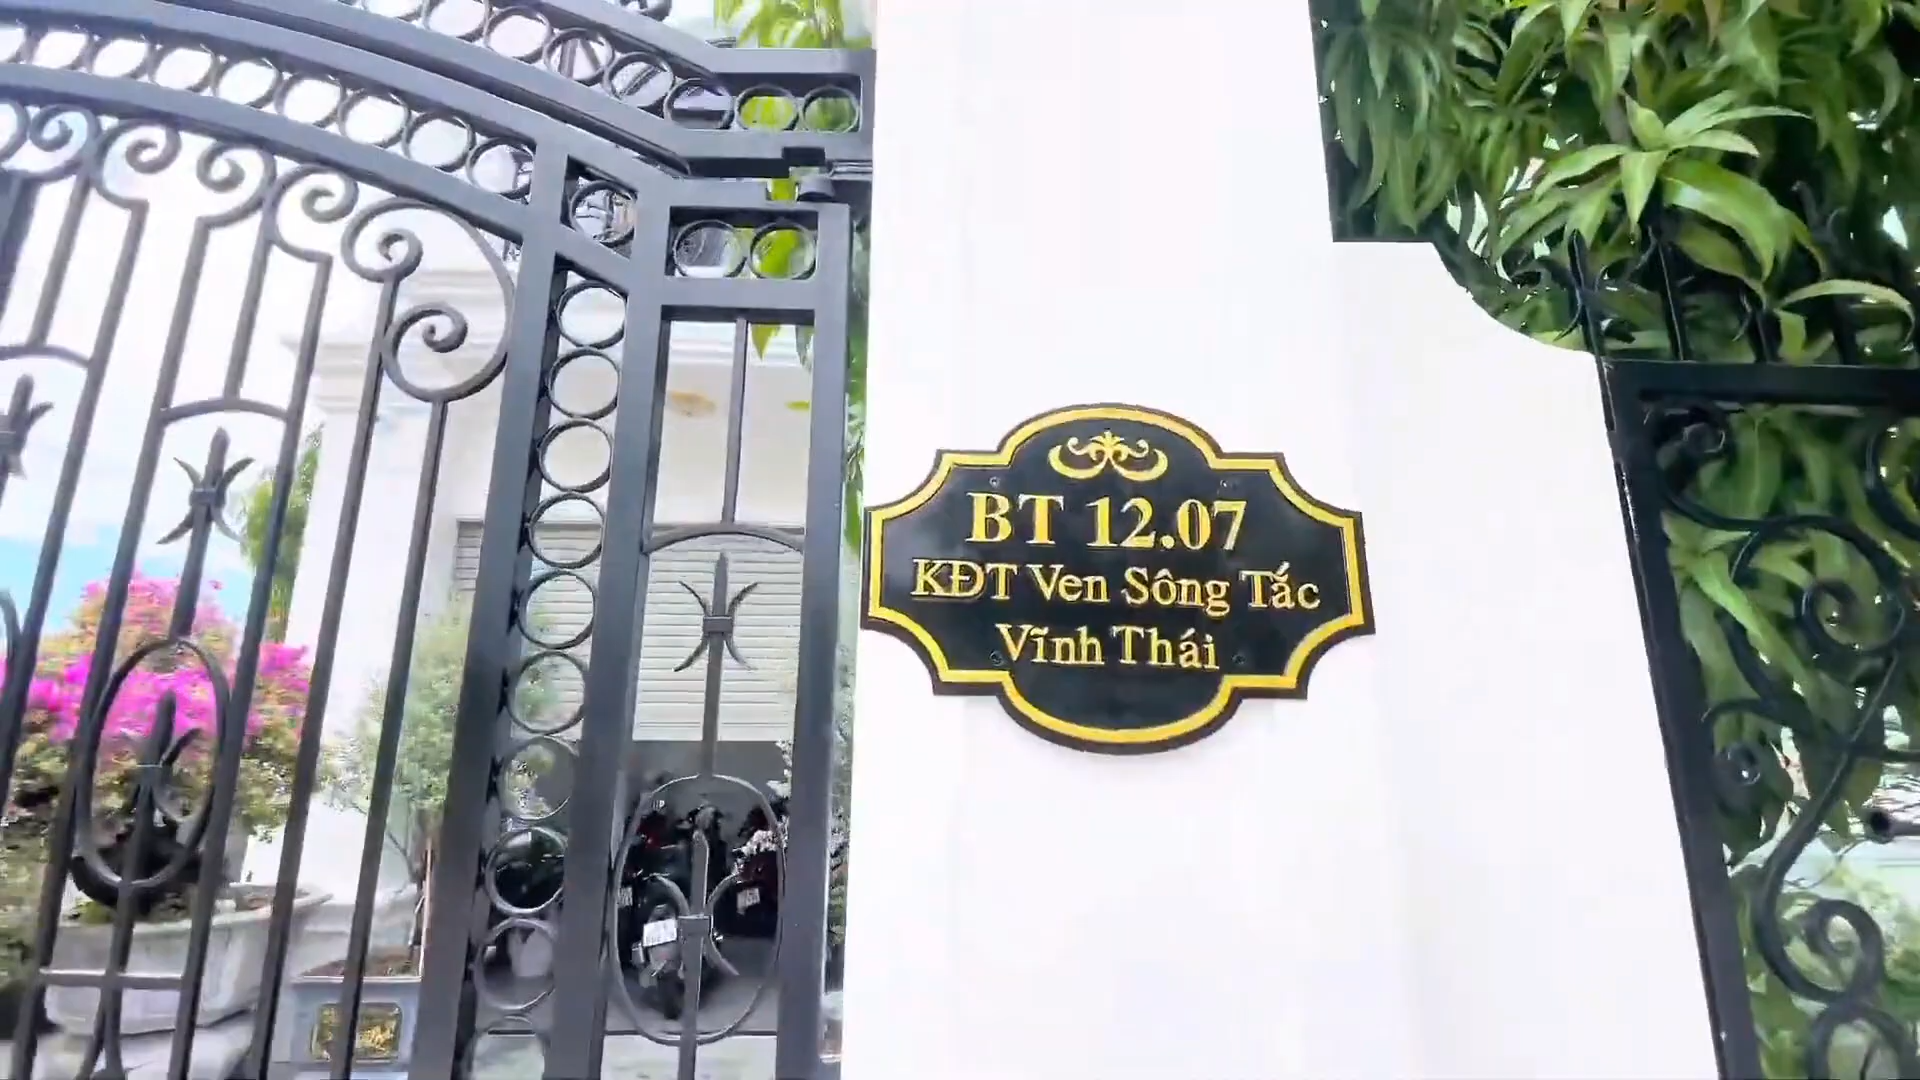 BT 12.07
KĐT Ven Sông Tắc
Vĩnh Thái